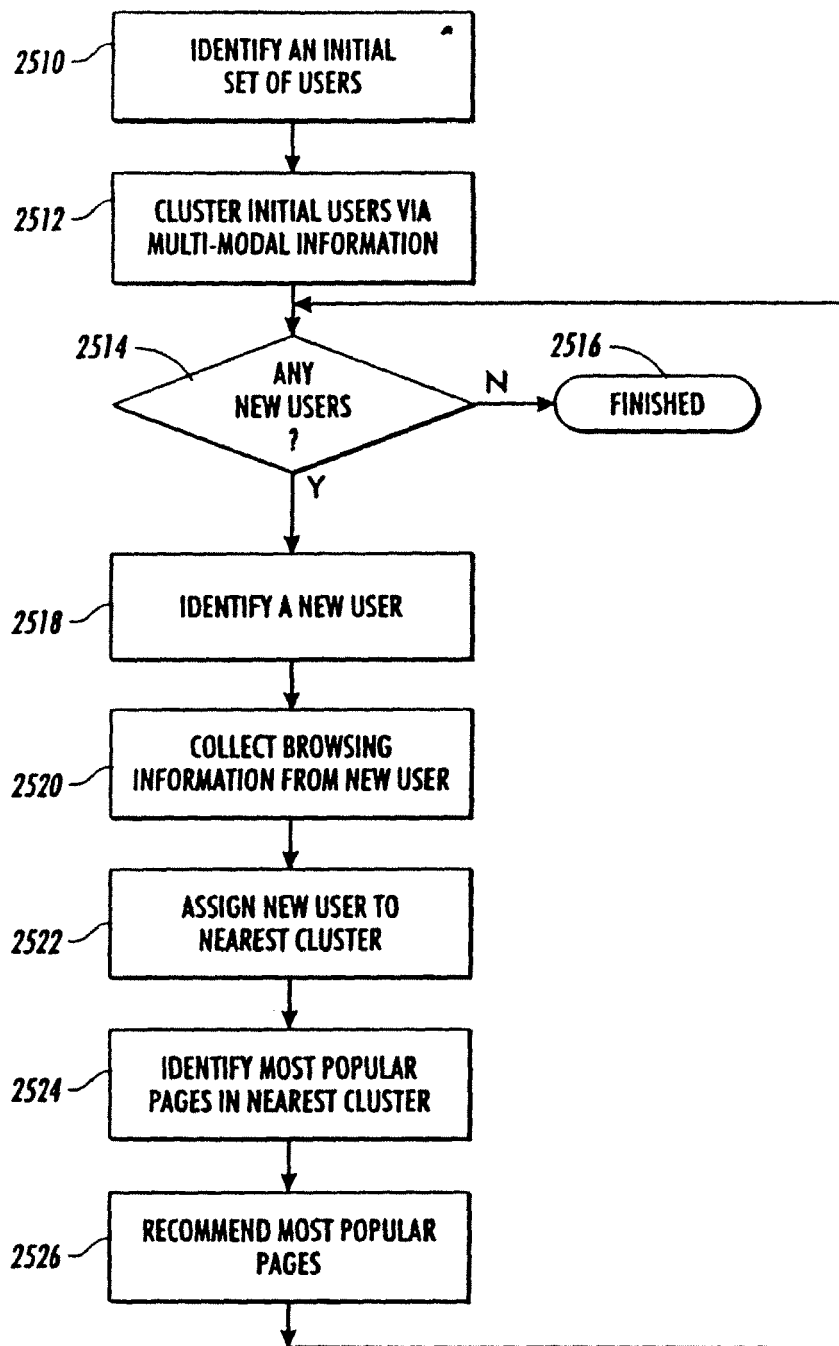 2510
IDENTIFY AN INITIAL
SET OF USERS
2512
CLUSTER INITIAL USERS VIA
MULTI-MODAL INFORMATION
2514
ANY
NEW USERS
?
N
2516
FINISHED
Y
2518
IDENTIFY A NEW USER
2520
COLLECT BROWSING
INFORMATION FROM NEW USER
2522
ASSIGN NEW USER TO
NEAREST CLUSTER
2524
IDENTIFY MOST POPULAR
PAGES IN NEAREST CLUSTER
2526
RECOMMEND MOST POPULAR
PAGES